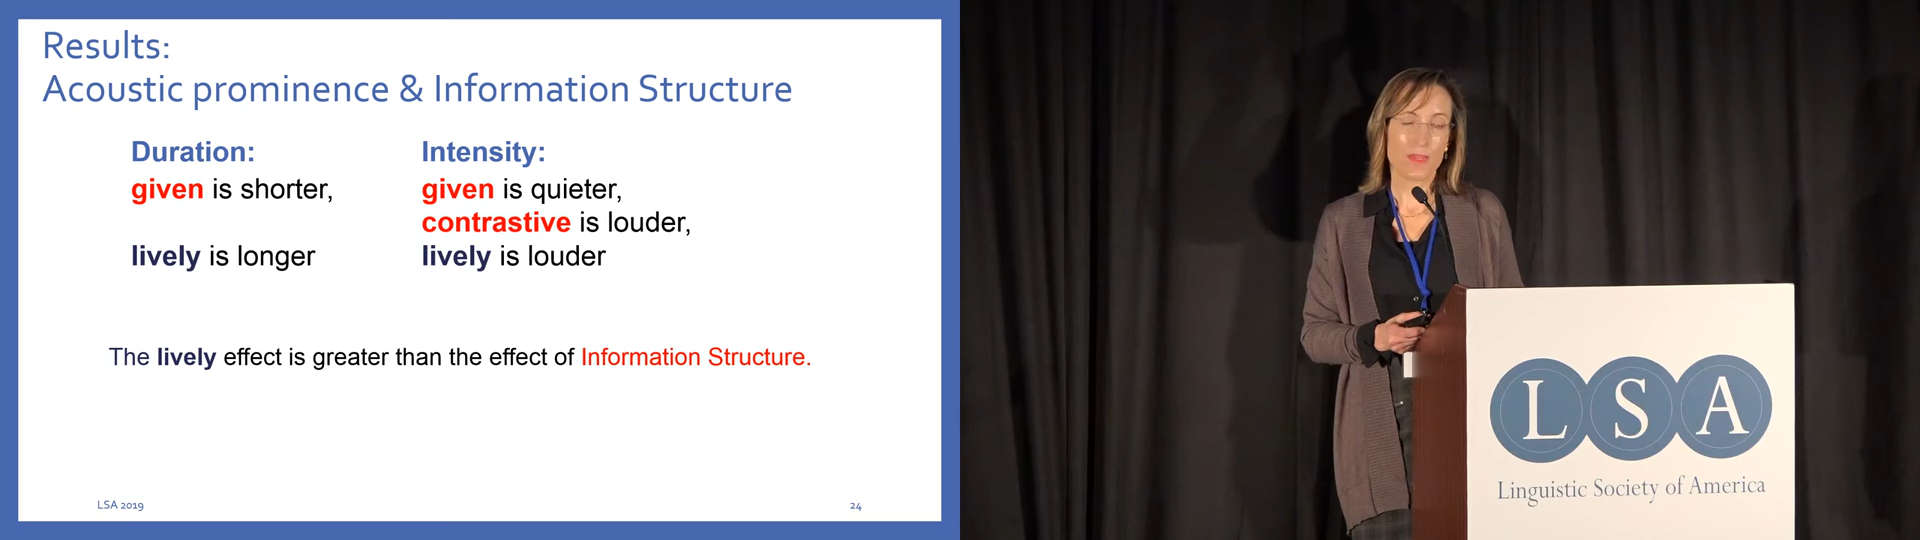 Results:
Acoustic prominence & Information Structure
Duration:
given is shorter,
lively is longer
Intensity:
given is quieter,
contrastive is louder,
lively is louder
The lively effect is greater than the effect of Information Structure.
LSA 2019
24
LSA
Linguistic Society of America